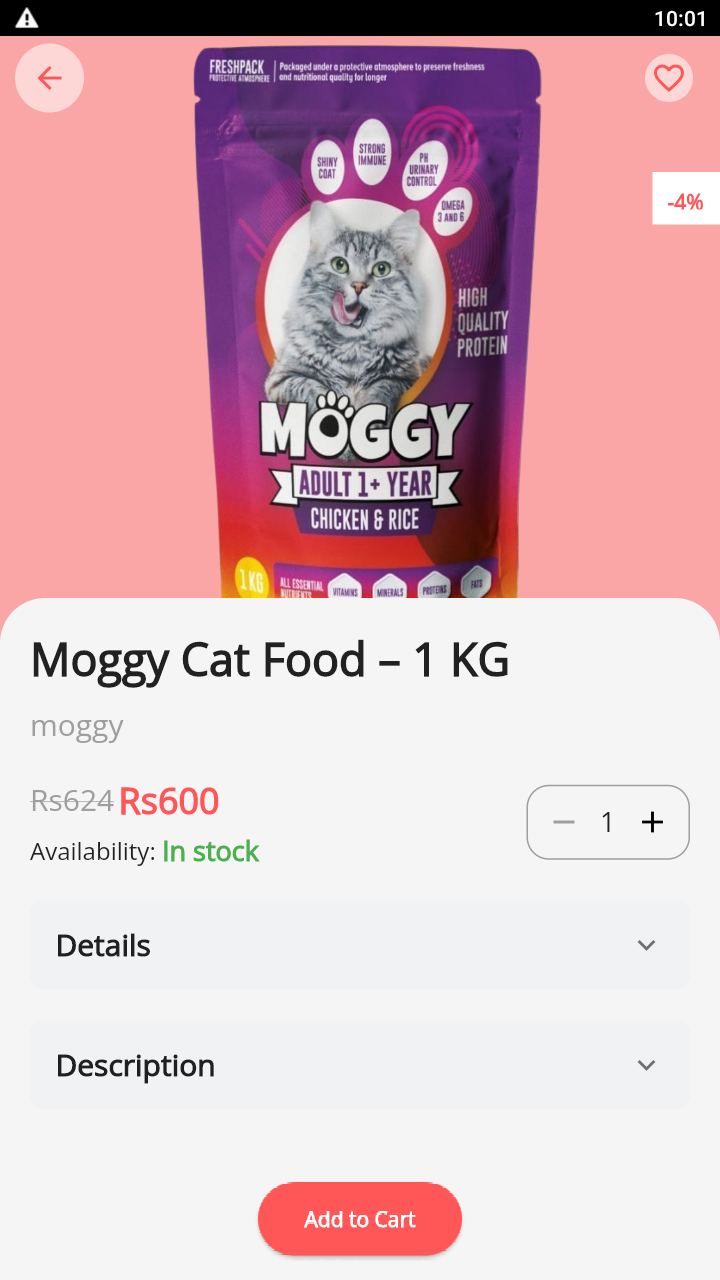 10:01
FRESHPACK
PROTECTIVE ATMOSPHERE
Packaged under a protective atmosphere to preserve freshness
and nutritional quality for longer
-4%
SHINY
COAT
STRONG
IMMUNE
PH
URINARY
CONTROL
OMEGA
3 AND 6
HIGH
QUALITY
PROTEIN
MOGGY
ADULT 1+ YEAR
CHICKEN & RICE
1 KG
ALL ESSENTIAL
NUTRIENTS
VITAMINS
MINERALS
PROTEINS
FATS
Moggy Cat Food – 1 KG
moggy
Rs624 Rs600
1
Availability: In stock
Details
Description
Add to Cart